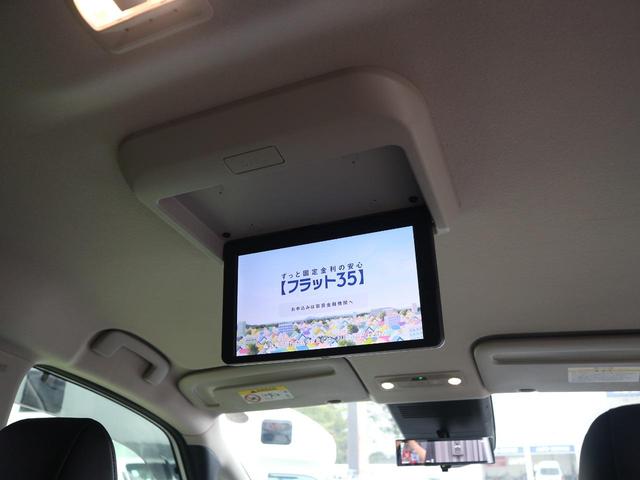 ずっと固定金利の安心
【フラット35】
お申込みは取扱金融機関へ